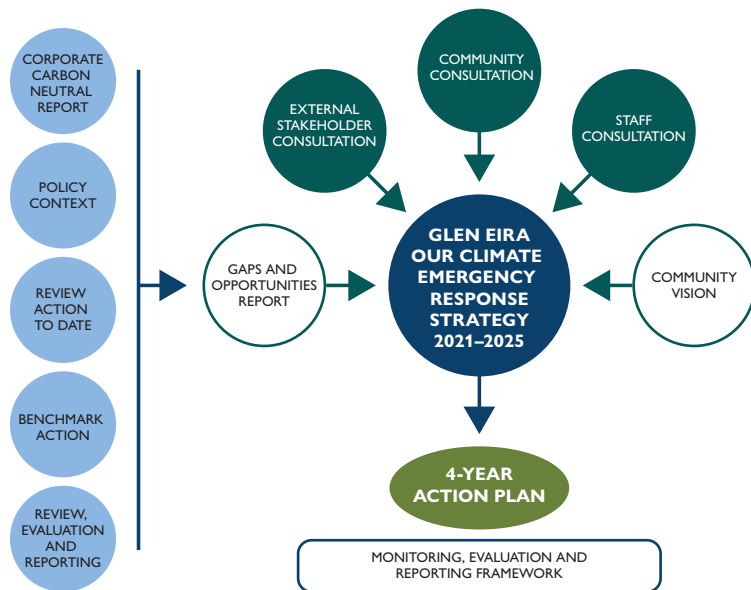 CORPORATE
CARBON
NEUTRAL
REPORT
POLICY
CONTEXT
REVIEW
ACTION
TO DATE
BENCHMARK
ACTION
REVIEW,
EVALUATION
AND
REPORTING
GAPS AND
OPPORTUNITIES
REPORT
EXTERNAL
STAKEHOLDER
CONSULTATION
COMMUNITY
CONSULTATION
STAFF
CONSULTATION
COMMUNITY
VISION
GLEN EIRA
OUR CLIMATE
EMERGENCY
RESPONSE
STRATEGY
2021–2025
4-YEAR
ACTION PLAN
MONITORING, EVALUATION AND
REPORTING FRAMEWORK